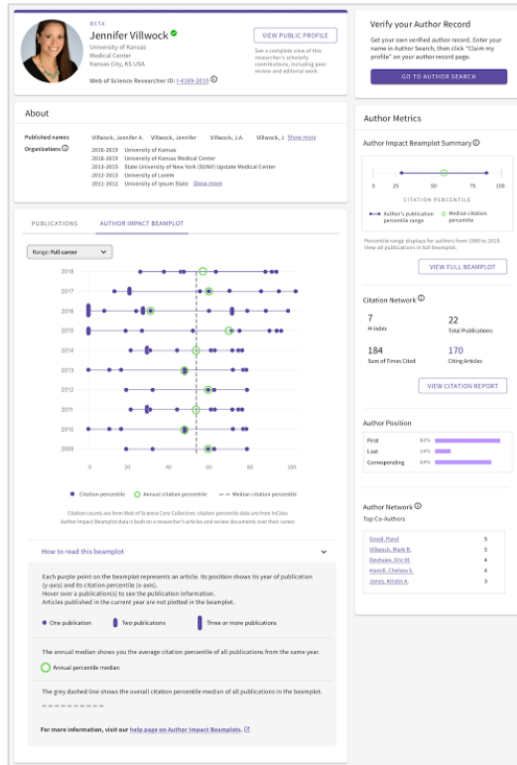 BETA
Jennifer Villwock
University of Kansas
Medical Center
Kansas City, KS USA
Web of Science Researcher ID: I-4389-2019
VIEW PUBLIC PROFILE
See a complete view of this
researcher's scholarly
contributions, including peer
review and editorial work.
Verify your Author Record
Get your own verified author record. Enter your
name in Author Search, then click "Claim my
profile" on your author record page.
GO TO AUTHOR SEARCH
About
Published names Villwock, Jennifer A. Villwock, Jennifer Villwock, J.A. Villwock, J Show more
Organizations 2016-2019 University of Kansas
2018-2019 University of Kansas Medical Center
2013-2015 State University of New York (SUNY) Upstate Medical Center
2012-2013 University of Lorem
2011-2012 University of Ipsum State Show more
PUBLICATIONS AUTHOR IMPACT BEAMPLOT
Range: Full career
2018
2017
2016
2015
2014
2013
2012
2011
2010
2009
0 20 40 60 80 100
Citation percentile Annual citation percentile Median citation percentile
Citation counts are from Web of Science Core Collection, citation percentile data are from InCites
Author Impact Beamplot data is built on a researcher's articles and review documents over their career
How to read this beamplot
Each purple point on the beamplot represents an article. Its position shows its year of publication
(y-axis) and its citation percentile (x-axis).
Hover over a publication(s) to see the publication information.
Articles published in the current year are not plotted in the beamplot.
One publication Two publications Three or more publications
The annual median shows you the average citation percentile of all publications from the same year.
Annual percentile median
The grey dashed line shows the overall citation percentile median of all publications in the beamplot.
For more information, visit our help page on Author Impact Beamplots.
Author Metrics
Author Impact Beamplot Summary
0 25 50 75 100
CITATION PERCENTILE
Author's publication percentile range
Median citation percentile
Percentile range displays for authors from 1980 to 2019.
View all publications in full beamplot.
VIEW FULL BEAMPLOT
Citation Network
7 22
H-Index Total Publications
184 170
Sum of Times Cited Citing Articles
VIEW CITATION REPORT
Author Position
First 82%
Last
Corresponding
Author Network
Top Co-Authors
Goyal, Parul 5
Villwock, Mark R. 5
Deshaies, Eric M. 4
Hamill, Chelsea S. 4
Jones, Kristin A. 3